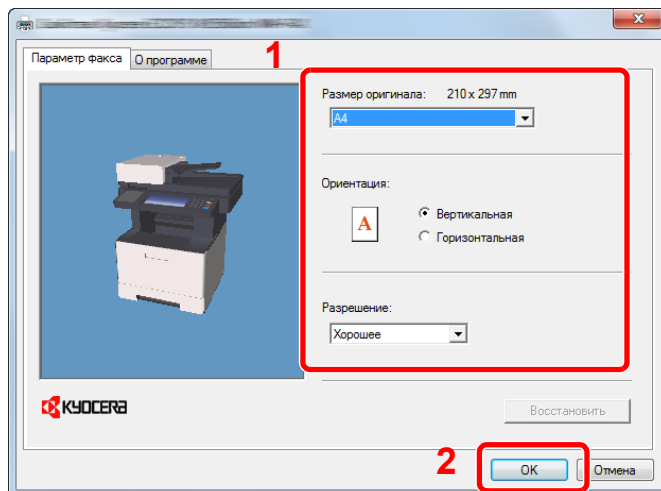 Параметр факса
О программе
1
Размер оригинала: 210 x 297 mm
A4
Ориентация:
A
Вертикальная
Горизонтальная
Разрешение:
Хорошее
KYOCERA
Восстановить
2
OK
Отмена